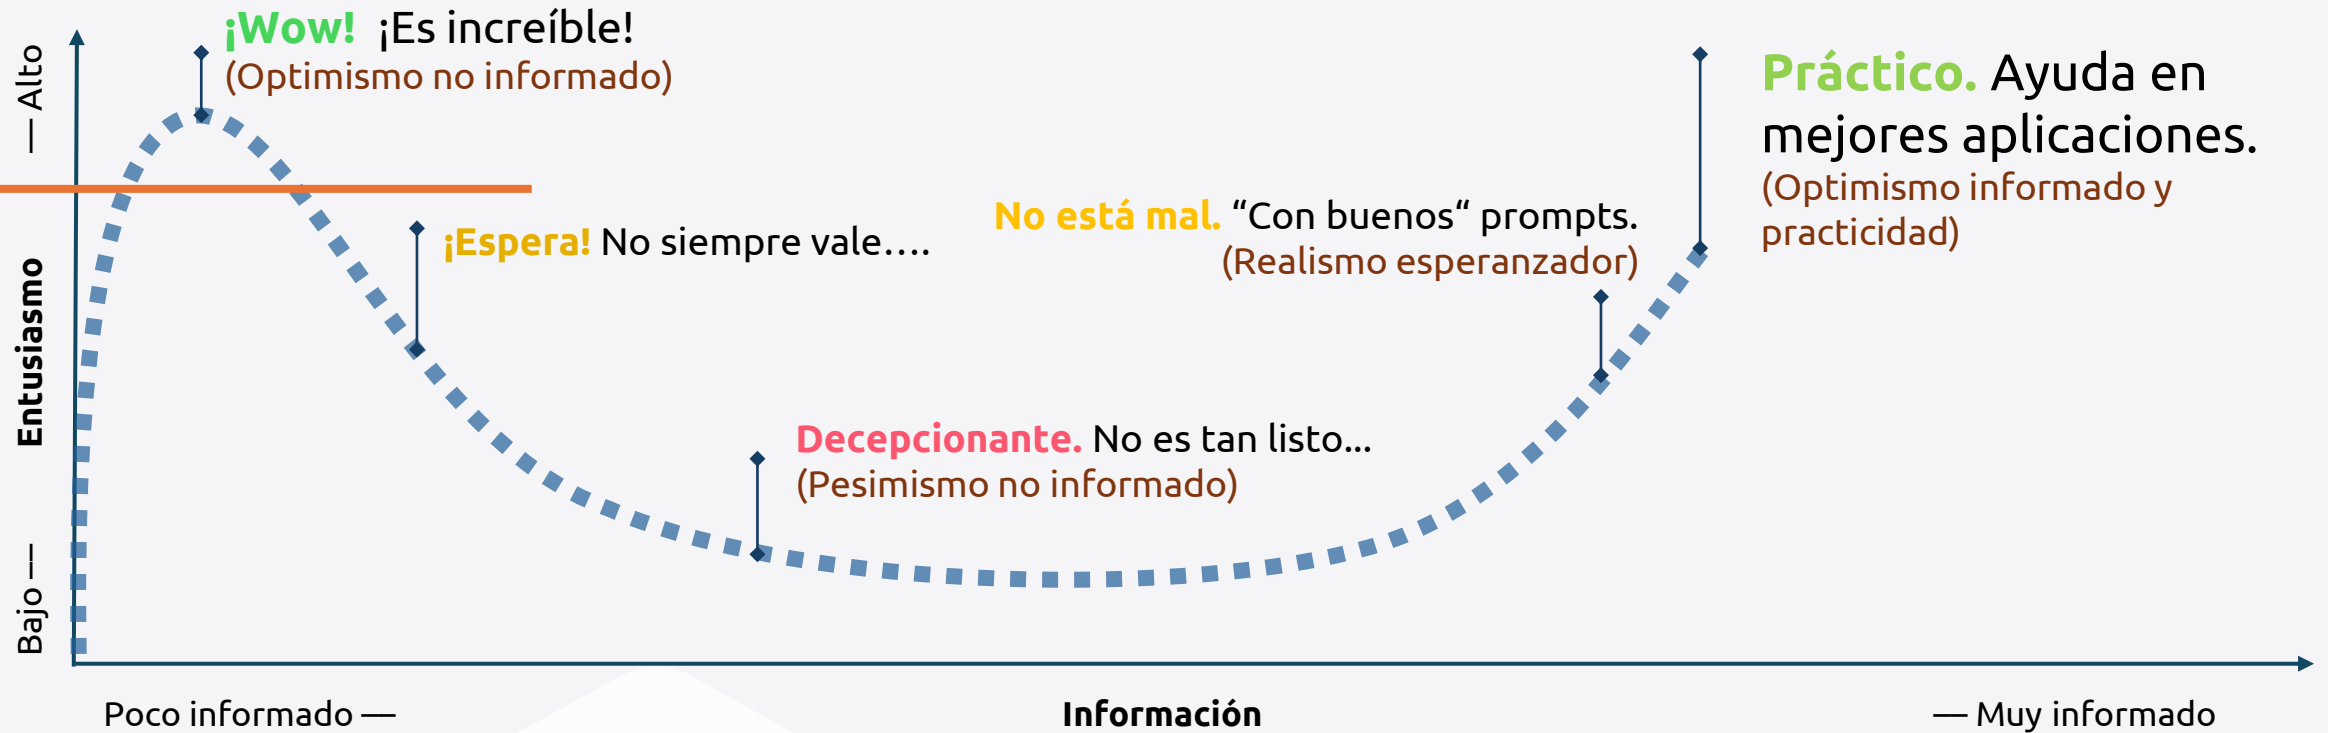 ¡Wow! ¡Es increíble!
(Optimismo no informado)
Práctico. Ayuda en
mejores aplicaciones.
(Optimismo informado y
practicidad)
¡Espera! No siempre vale....
No está mal. “Con buenos“ prompts.
(Realismo esperanzador)
Decepcionante. No es tan listo...
(Pesimismo no informado)
— Alto
Entusiasmo
Bajo —
Poco informado —
Información
— Muy informado